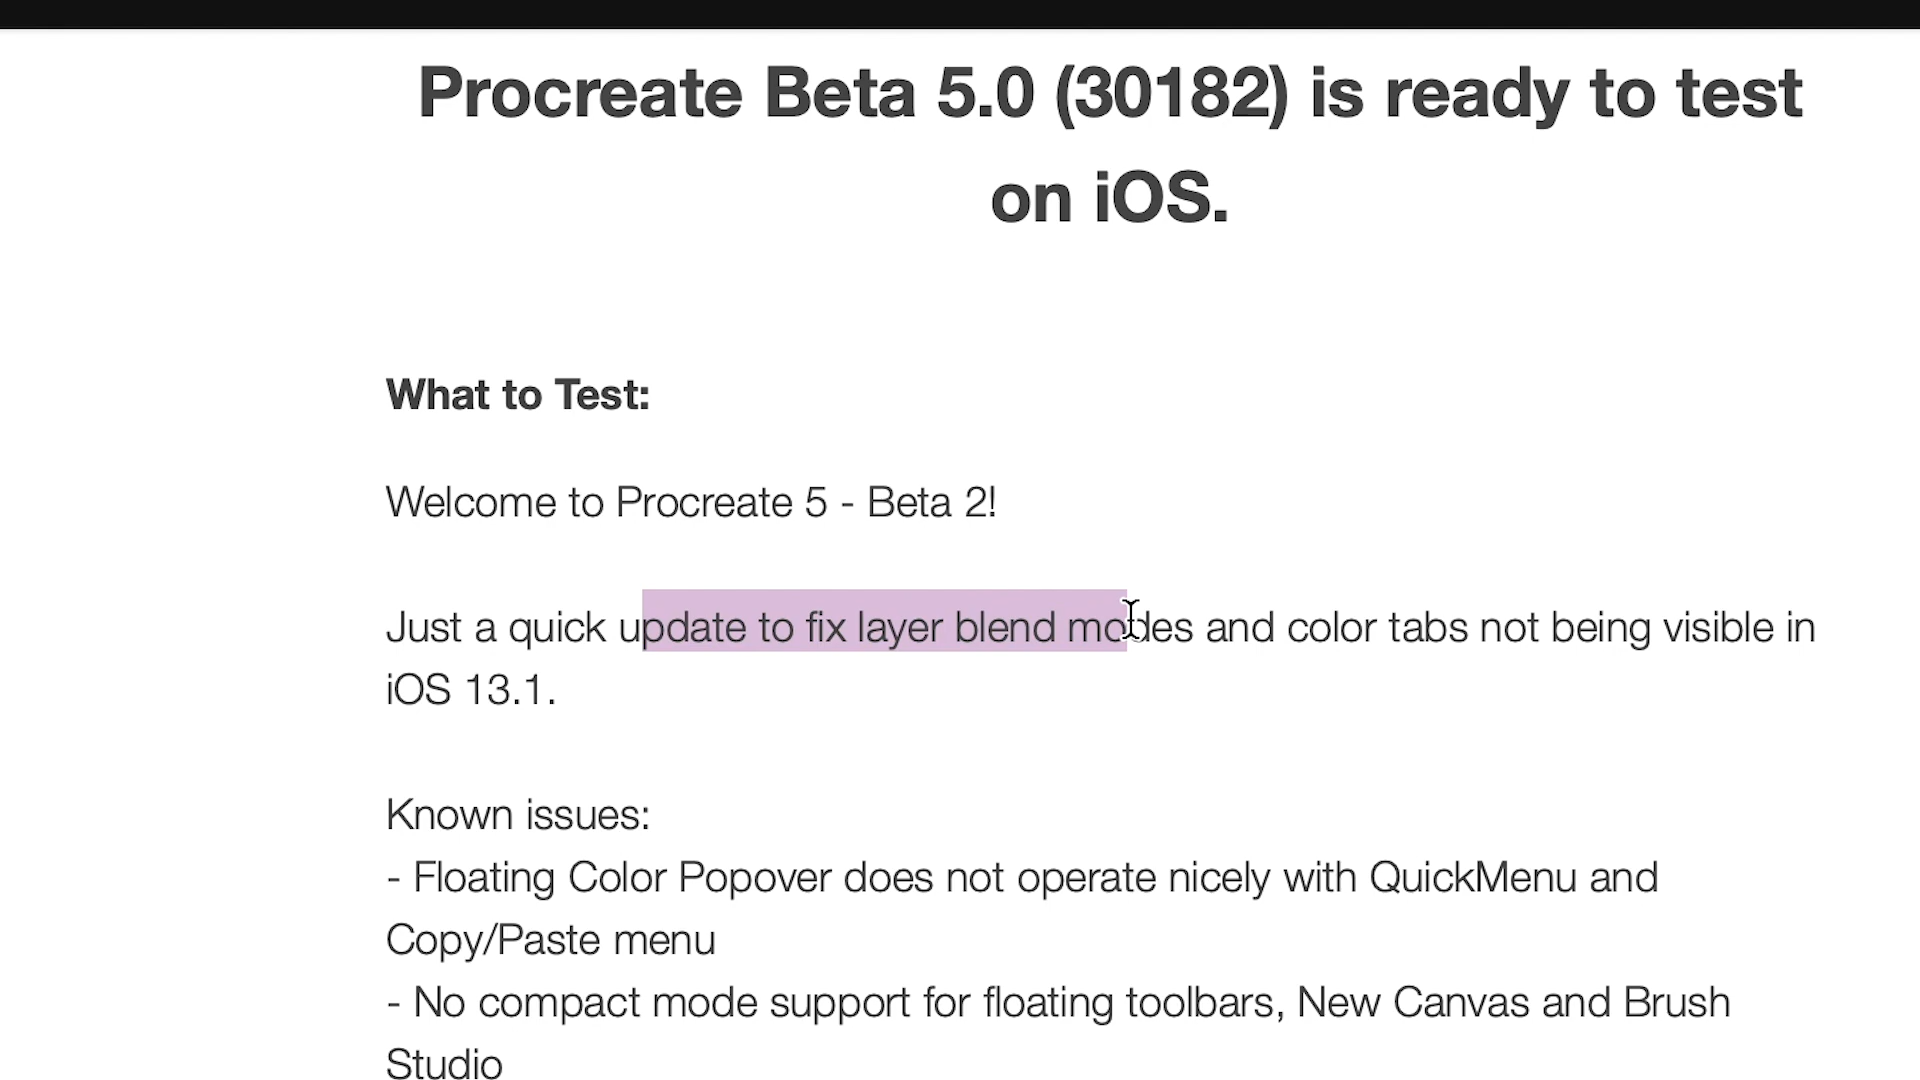 Procreate Beta 5.0 (30182) is ready to test
on iOS.
What to Test:
Welcome to Procreate 5 - Beta 2!
Just a quick update to fix layer blend modes and color tabs not being visible in
iOS 13.1.
Known issues:
- Floating Color Popover does not operate nicely with QuickMenu and
Copy/Paste menu
- No compact mode support for floating toolbars, New Canvas and Brush
Studio